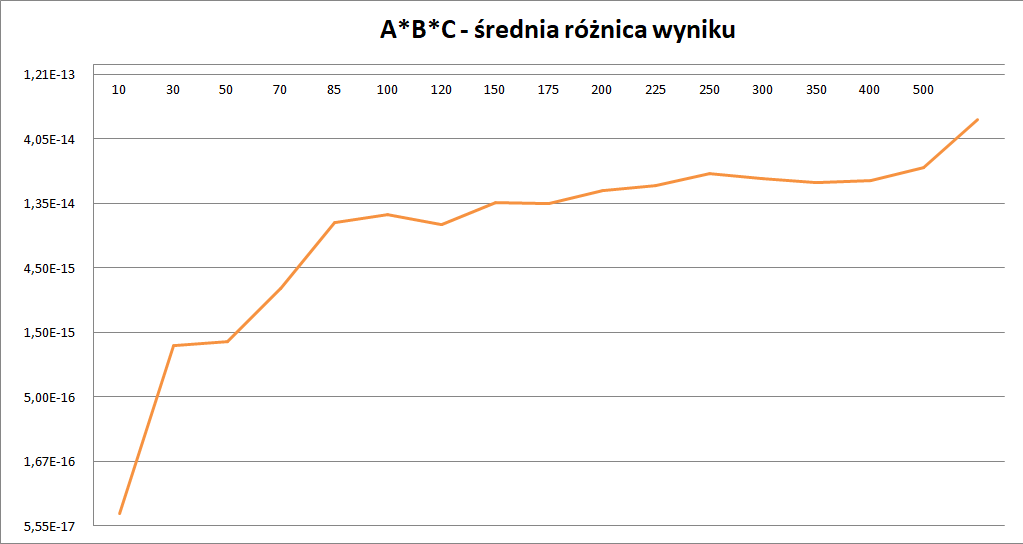 A*B*C - średnia różnica wyniku
1,21E-13
10 30 50 70 85 100 120 150 175 200 225 250 300 350 400 500
4,05E-14
1,35E-14
4,50E-15
1,50E-15
5,00E-16
1,67E-16
5,55E-17